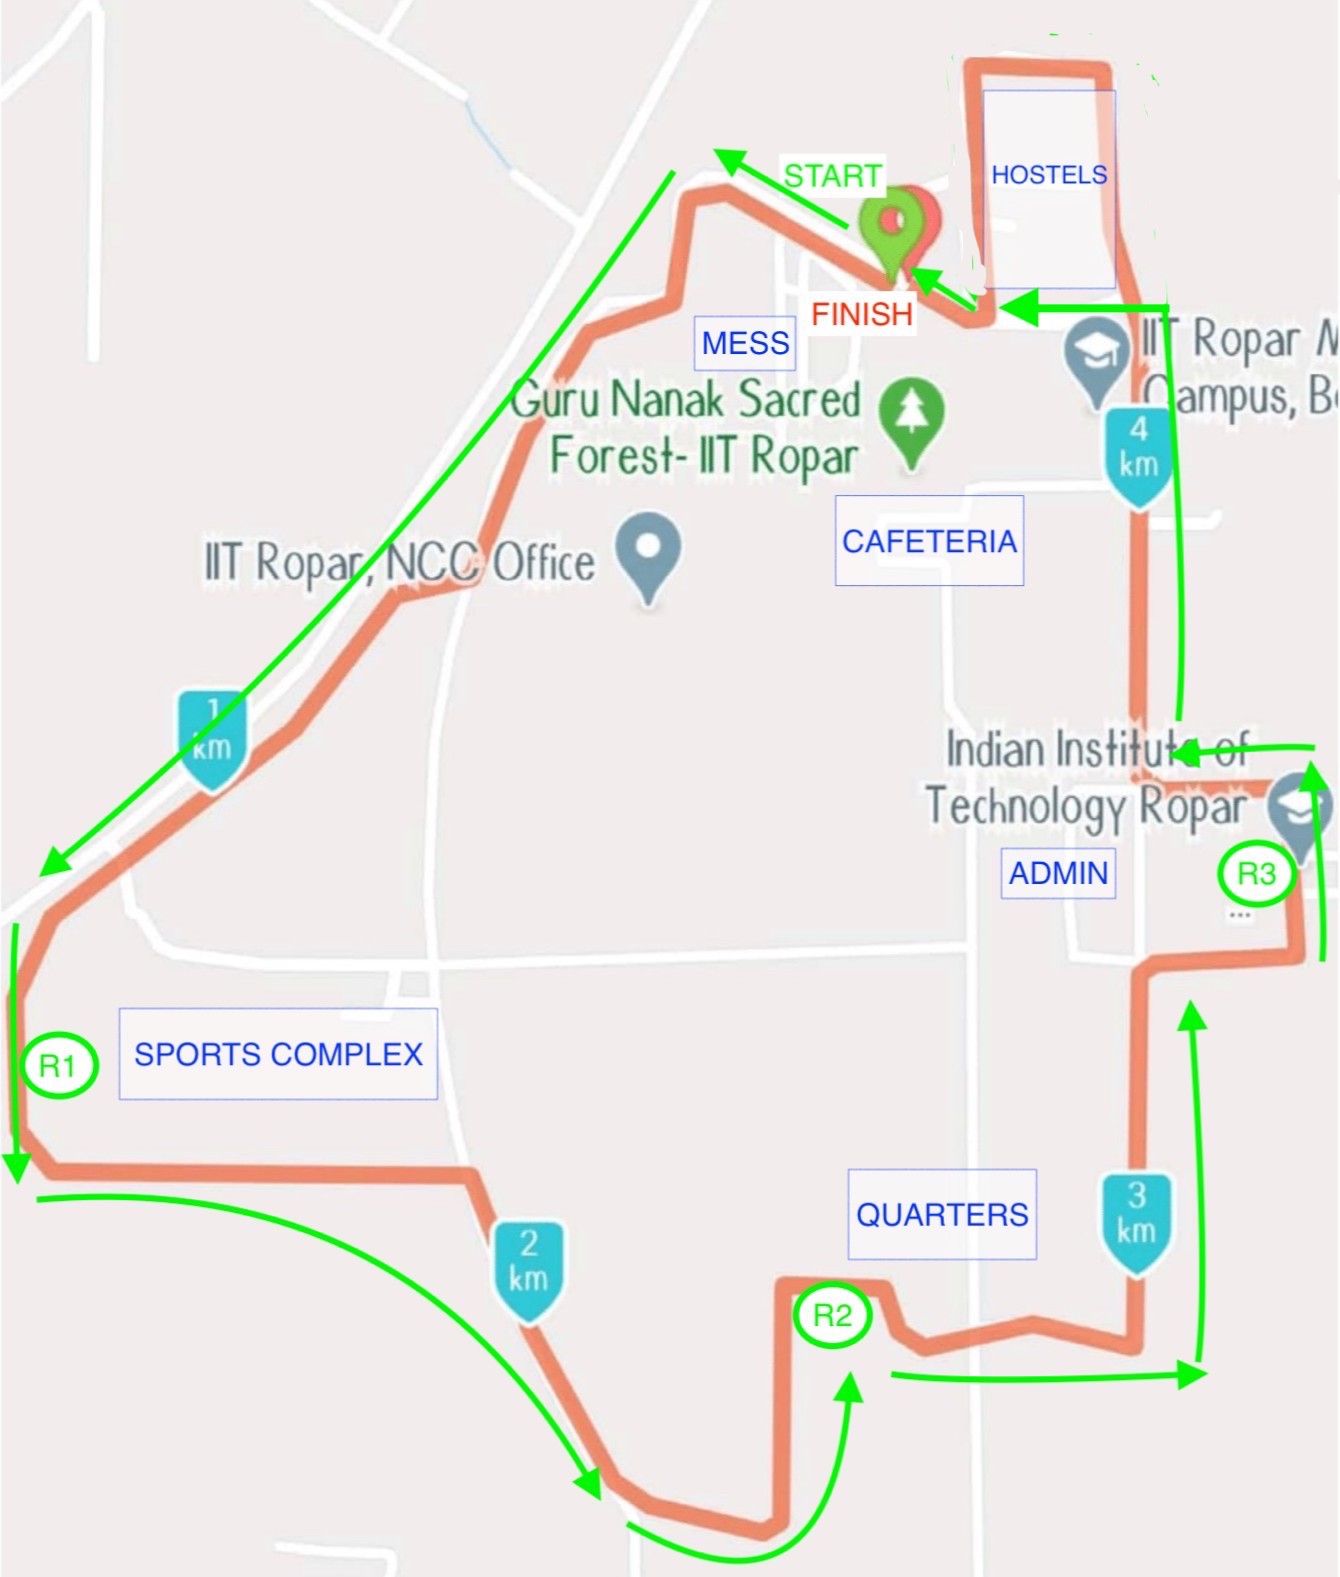 HOSTELS
START
FINISH
MESS
IIT Ropar
Campus,
Guru Nanak Sacred
Forest- IIT Ropar
4
km
CAFETERIA
IIT Ropar, NCC Office
1
km
Indian Institute of
Technology Ropar
ADMIN
R3
...
R1
SPORTS COMPLEX
3
km
QUARTERS
2
km
R2